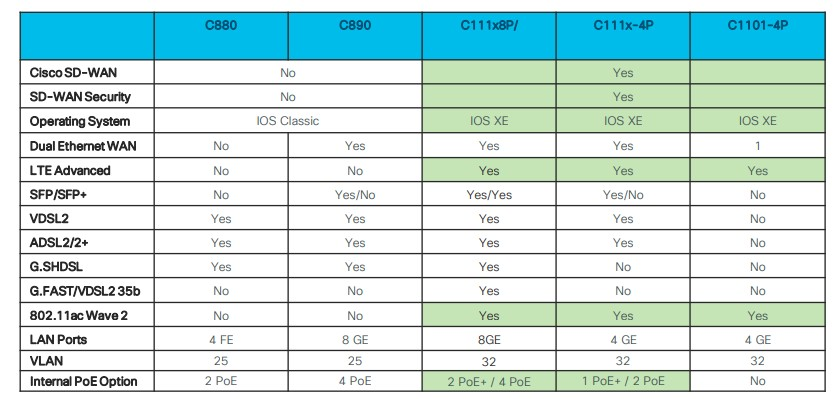 C880 C890 C111x8P/ C111x-4P C1101-4P
Cisco SD-WAN No Yes
SD-WAN Security No Yes
Operating System IOS Classic IOS XE IOS XE IOS XE
Dual Ethernet WAN No Yes Yes Yes 1
LTE Advanced No No Yes Yes Yes
SFP/SFP+ No Yes/No Yes/Yes Yes/No No
VDSL2 Yes Yes Yes Yes No
ADSL2/2+ Yes Yes Yes Yes No
G.SHDSL Yes Yes Yes No No
G.FAST/VDSL2 35b No No Yes No No
802.11ac Wave 2 No No Yes Yes Yes
LAN Ports 4 FE 8 GE 8GE 4 GE 4 GE
VLAN 25 25 32 32 32
Internal PoE Option 2 PoE 4 PoE 2 PoE+ / 4 PoE 1 PoE+ / 2 PoE No